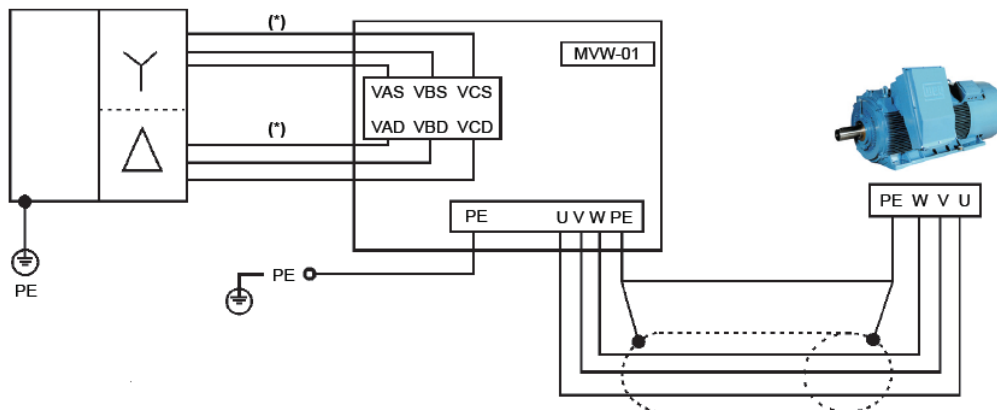 (*)
MVW-01
VAS VBS VCS
VAD VBD VCD
(*)
PE U V W PE
PE W V U
PE
PE